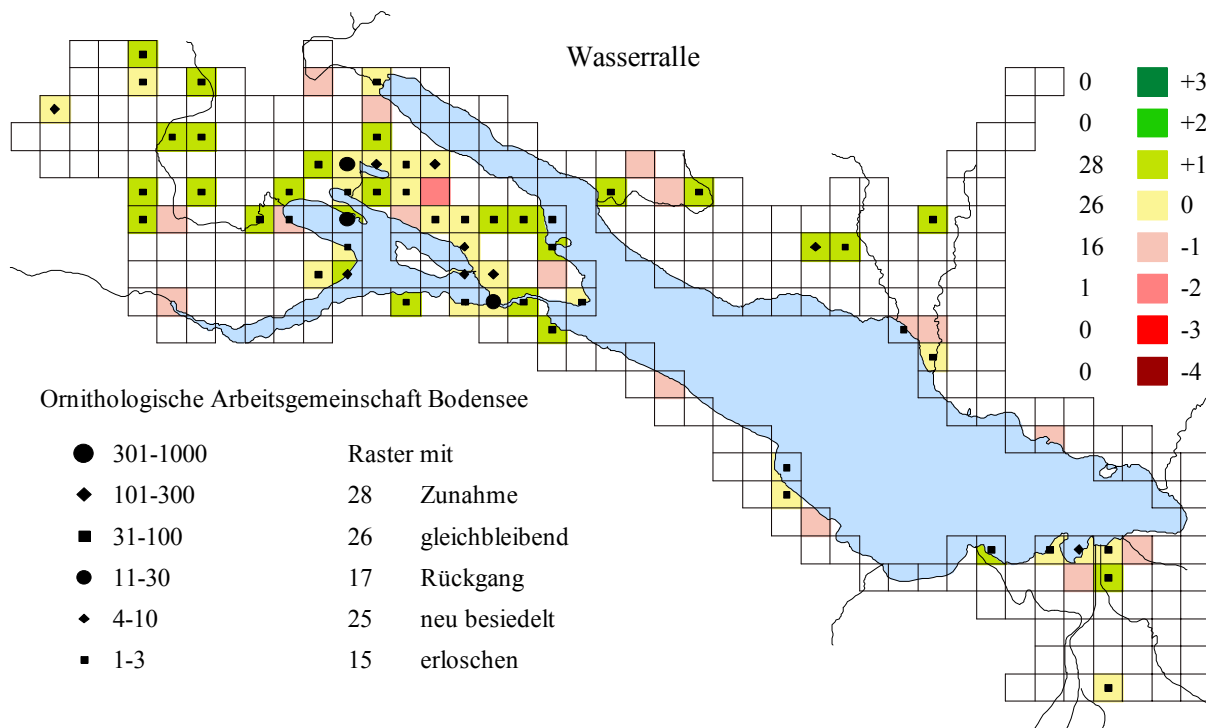 Wasserralle
0 +3
0 +2
28 +1
26 0
16 -1
1 -2
0 -3
0 -4
Ornithologische Arbeitsgemeinschaft Bodensee
301-1000 Raster mit
101-300 28 Zunahme
31-100 26 gleichbleibend
11-30 17 Rückgang
4-10 25 neu besiedelt
1-3 15 erloschen